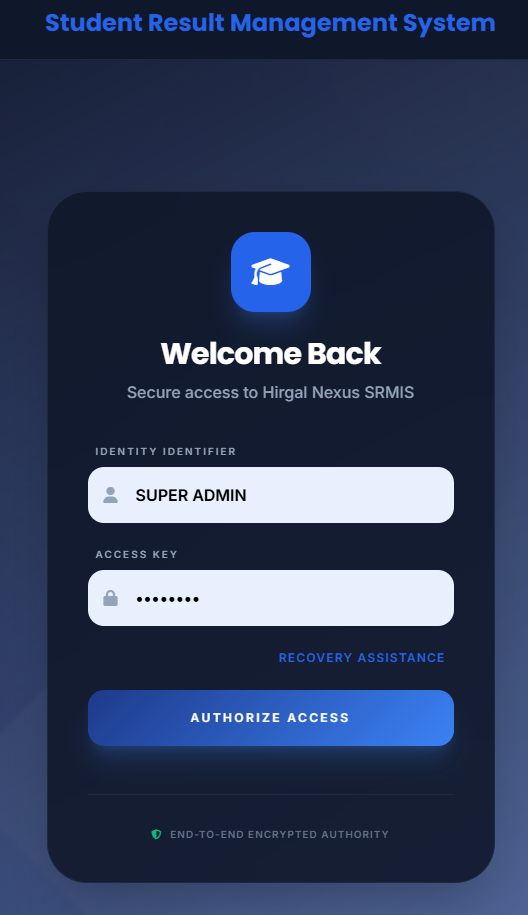 Student Result Management System
Welcome Back
Secure access to Hirgal Nexus SRMIS
IDENTITY IDENTIFIER
SUPER ADMIN
ACCESS KEY
••••••••
RECOVERY ASSISTANCE
AUTHORIZE ACCESS
END-TO-END ENCRYPTED AUTHORITY